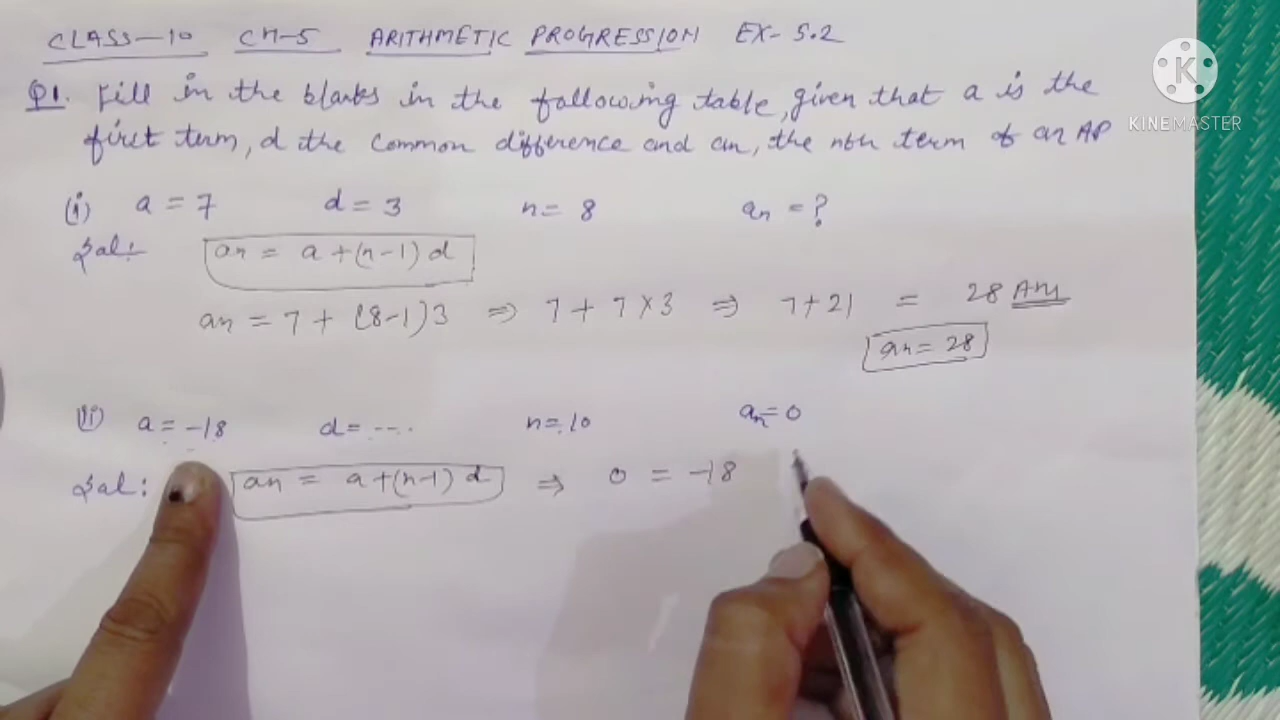 CLASS-10 CH-5 ARITHMETIC PROGRESSION EX-5.2
Q1. Fill in the blanks in the following table, given that a is the
first term, d the common difference and an, the nth term of an AP
(i) a = 7 d = 3 n = 8 an = ?
Sol:
an = a+(n-1) d
an = 7 + (8-1)3 ⇒ 7 + 7×3 ⇒ 7+21 = 28 Ans
an = 28
(ii) a = -18 d = ---- n = 10 an = 0
Sol: an = a+(n-1) d ⇒ 0 = -18
K
KINEMASTER